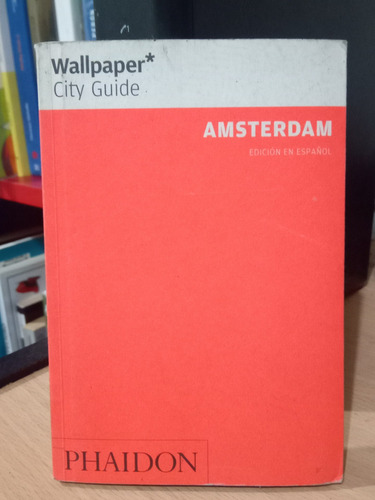 Wallpaper*
City Guide
AMSTERDAM
EDICIÓN EN ESPAÑOL
PHAIDON